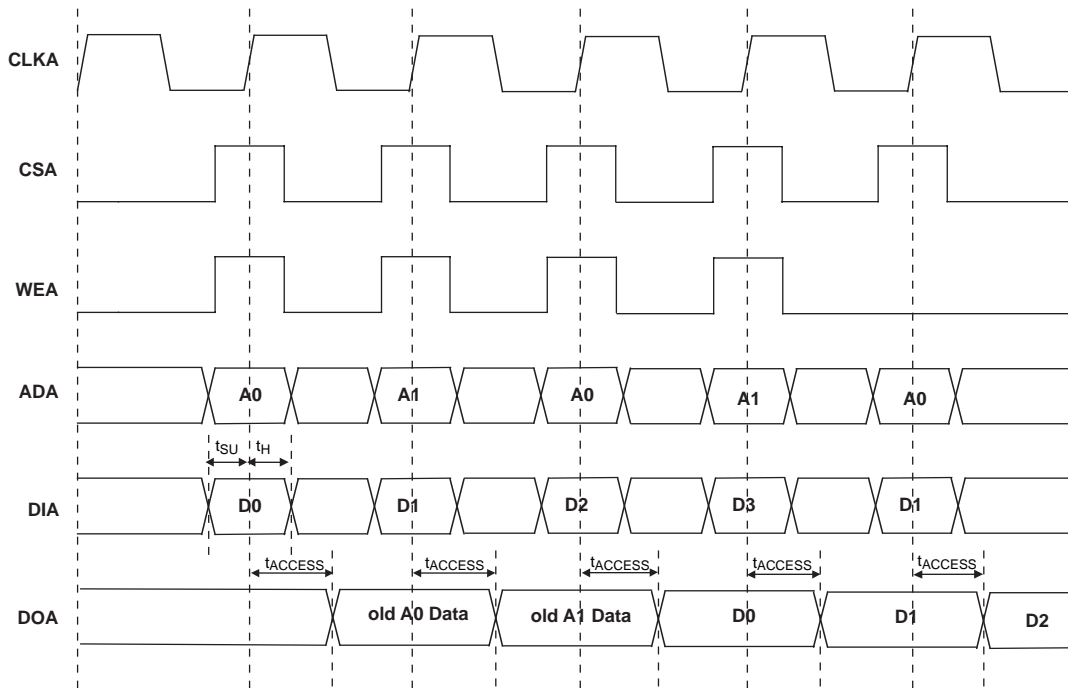 CLKA
CSA
WEA
ADA A0 A1 A0 A1 A0
tSU tH
DIA D0 D1 D2 D3 D1
tACCESS tACCESS tACCESS tACCESS tACCESS
DOA old A0 Data old A1 Data D0 D1 D2